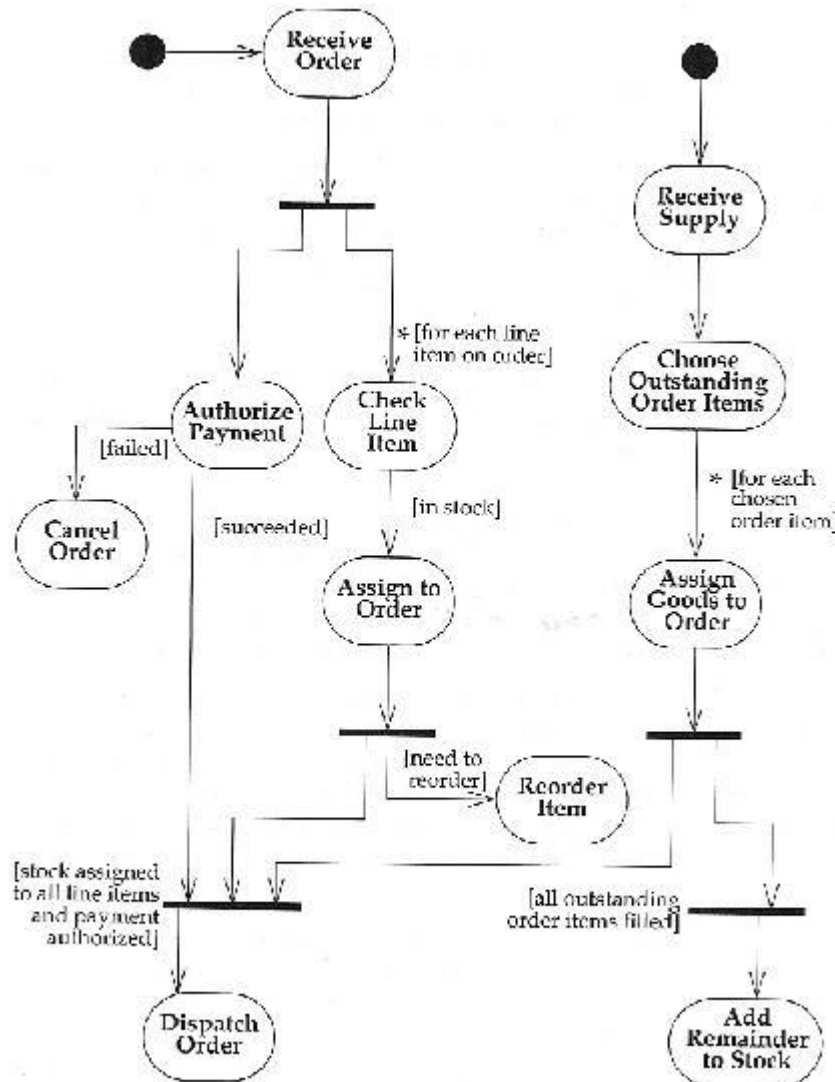 Receive
Order
Receive
Supply
* [for each line
item on order]
Choose
Outstanding
Order Items
Authorize
Payment
Check
Line
Item
[failed]
* [for each
chosen
order item]
Cancel
Order
[succeeded]
[in stock]
Assign to
Order
Assign
Goods to
Order
[need to
reorder]
Reorder
Item
[stock assigned
to all line items
and payment
authorized]
[all outstanding
order items filled]
Dispatch
Order
Add
Remainder
to Stock